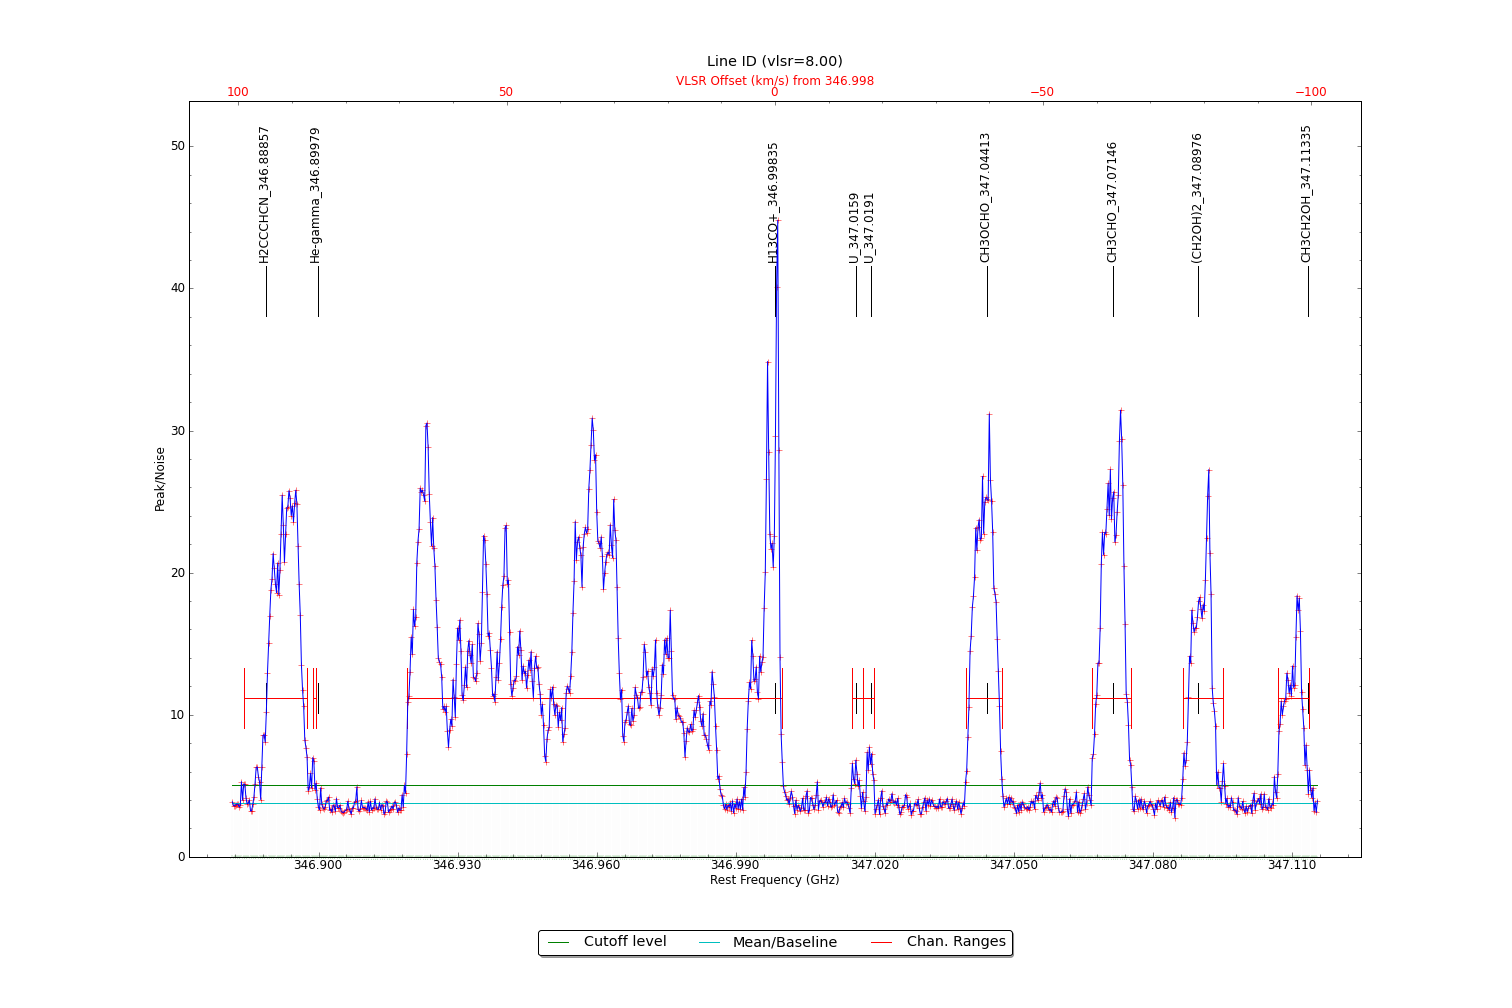 Line ID (vlsr=8.00)
VLSR Offset (km/s) from 346.998
100 50 0 −50 −100
H2CCCHCN_346.88857
He-gamma_346.89979
H13CO+_346.99835
U_347.0159
U_347.0191
CH3OCHO_347.04413
CH3CHO_347.07146
(CH2OH)2_347.08976
CH3CH2OH_347.11335
Peak/Noise
50
40
30
20
10
0
346.900 346.930 346.960 346.990 347.020 347.050 347.080 347.110
Rest Frequency (GHz)
Cutoff level Mean/Baseline Chan. Ranges